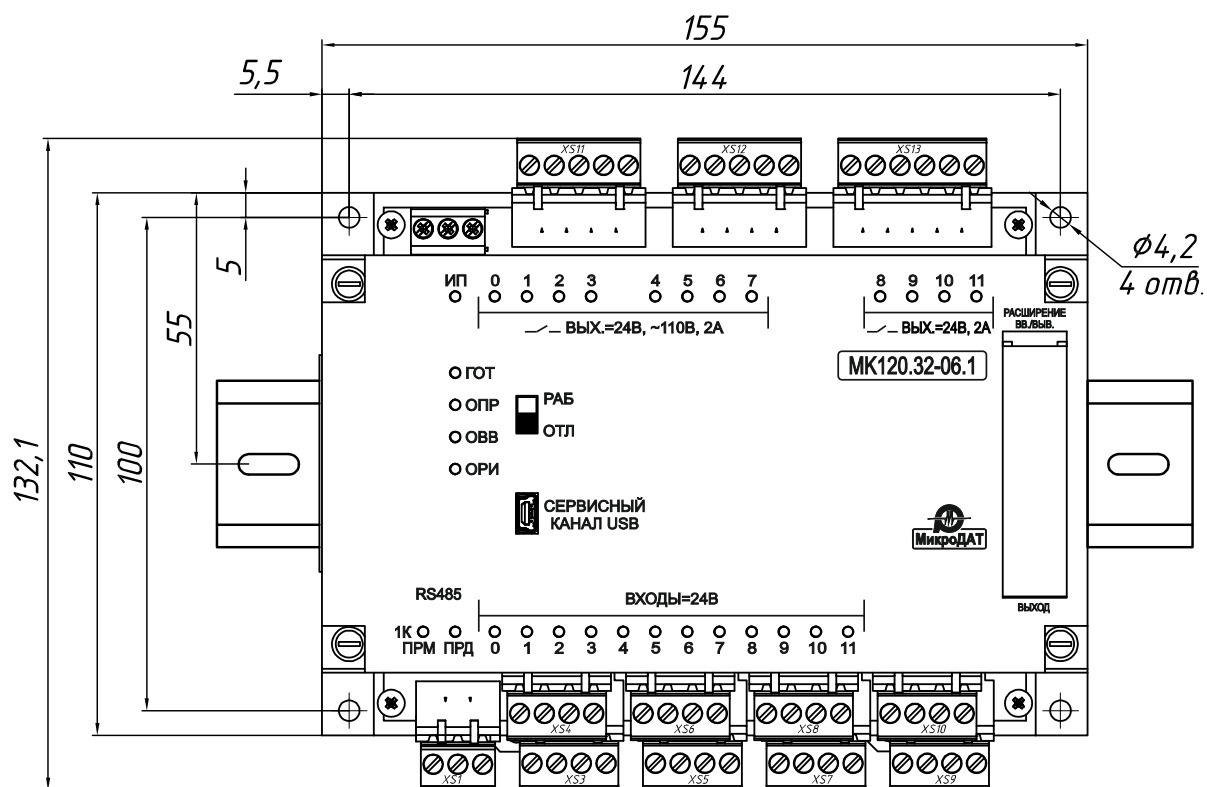 155
5,5
144
XS11
XS12
XS13
φ4,2
4 отв.
5
ИП 0 1 2 3 4 5 6 7 8 9 10 11
ВЫХ.=24В, ~110В, 2А
ВЫХ.=24В, 2А
РАСШИРЕНИЕ
ВВ./ВЫВ.
55
МК120.32-06.1
ГОТ
ОПР
ОВВ
ОРИ
РАБ
ОТЛ
132,1
110
100
СЕРВИСНЫЙ
КАНАЛ USB
МикроДАТ
RS485
ВХОДЫ=24В
ВЫХОД
1К
ПРМ ПРД 0 1 2 3 4 5 6 7 8 9 10 11
XS4
XS6
XS8
XS10
XS1
XS3
XS5
XS7
XS9